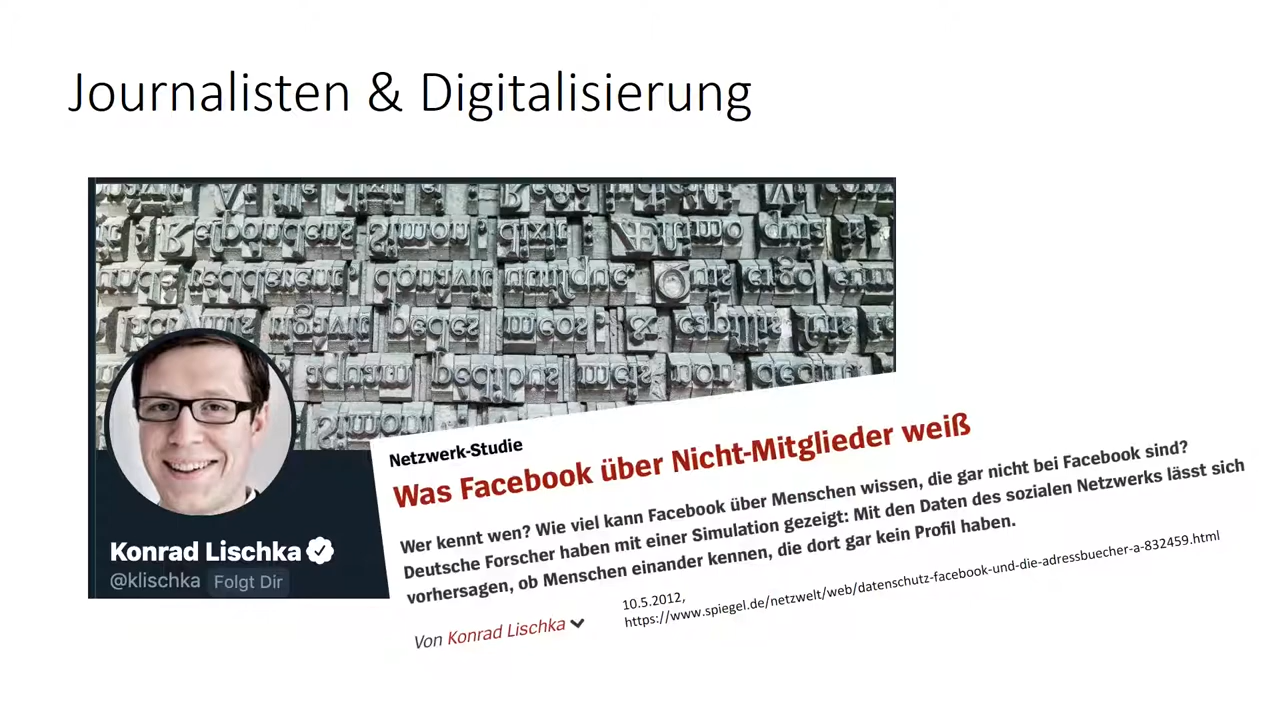 Journalisten & Digitalisierung
Netzwerk-Studie
Was Facebook über Nicht-Mitglieder weiß
Wer kennt wen? Wie viel kann Facebook über Menschen wissen, die gar nicht bei Facebook sind?
Deutsche Forscher haben mit einer Simulation gezeigt: Mit den Daten des sozialen Netzwerks lässt sich
vorhersagen, ob Menschen einander kennen, die dort gar kein Profil haben.
Von Konrad Lischka
10.5.2012,
https://www.spiegel.de/netzwelt/web/datenschutz-facebook-und-die-adressbuecher-a-832459.html
Konrad Lischka
@klischka Folgt Dir